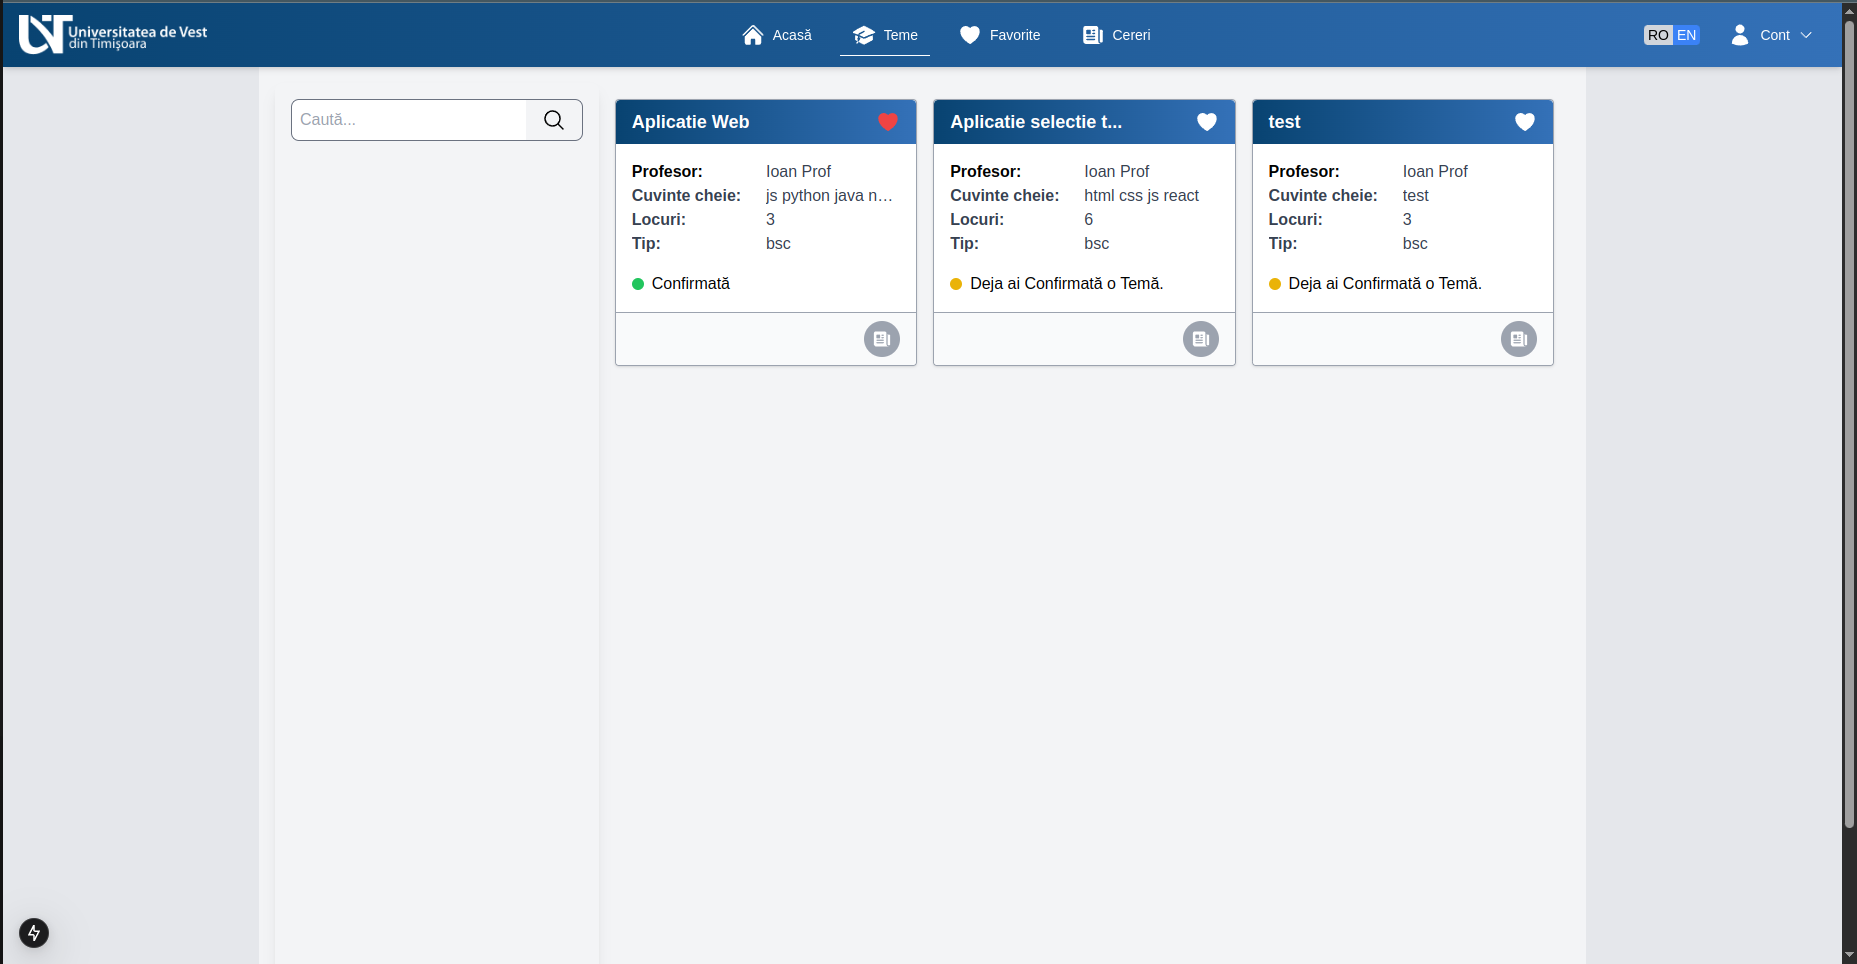 Universitatea de Vest
din Timișoara
Acasă
Teme
Favorite
Cereri
RO EN
Cont
Caută...
Aplicatie Web
Profesor: Ioan Prof
Cuvinte cheie: js python java n...
Locuri: 3
Tip: bsc
Confirmată
Aplicatie selectie t...
Profesor: Ioan Prof
Cuvinte cheie: html css js react
Locuri: 6
Tip: bsc
Deja ai Confirmată o Temă.
test
Profesor: Ioan Prof
Cuvinte cheie: test
Locuri: 3
Tip: bsc
Deja ai Confirmată o Temă.